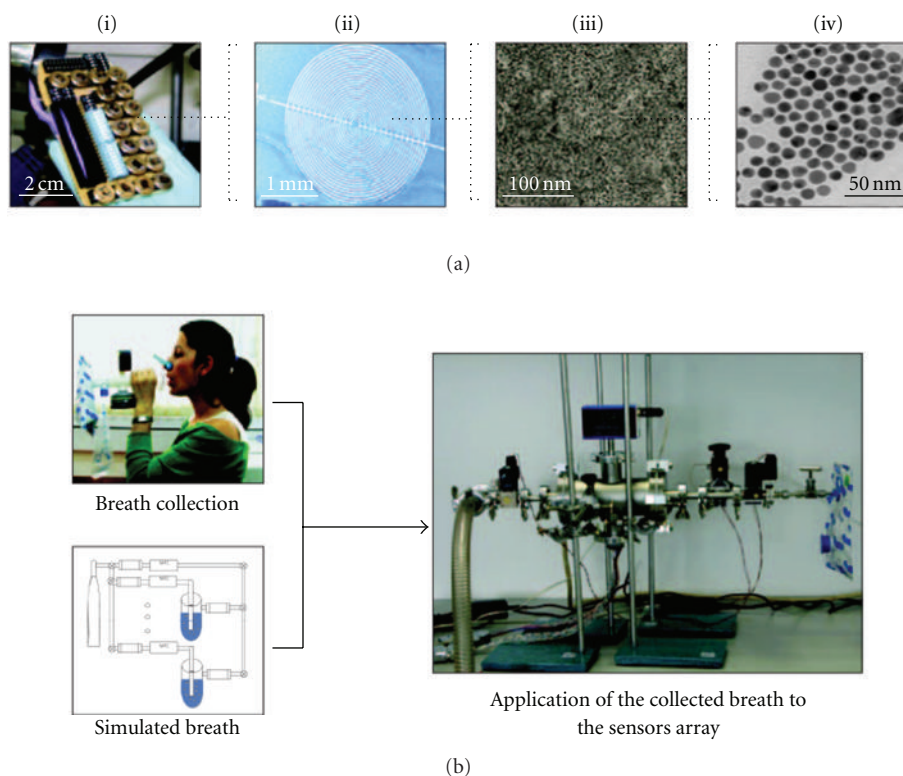 (i)
(ii)
(iii)
(iv)
2 cm
1 mm
100 nm
50 nm
(a)
Breath collection
Simulated breath
Application of the collected breath to
the sensors array
(b)